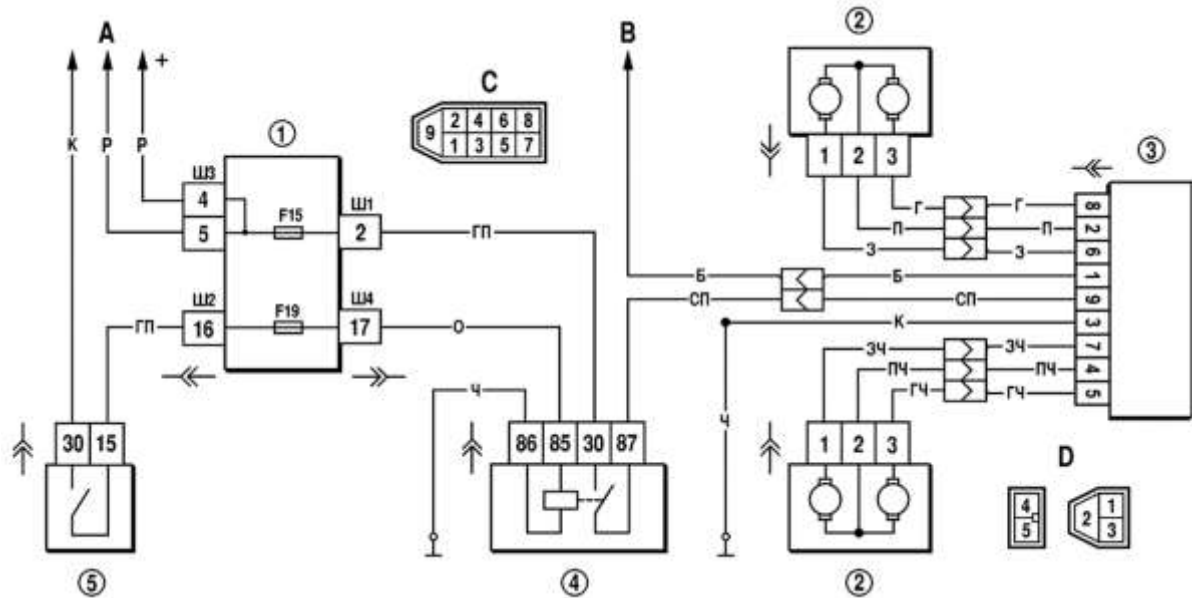 А
В
②
+
С
9 2 4 6 8
1 3 5 7
К Р Р
①
③
Ш3
4
5
F15
Ш1
2
ГП
1 2 3
Г Г
П П
З З
8
2
6
1
9
3
7
4
5
Б Б
СП СП
К
Ш2
16
F19
Ш4
17
ГП
О
ЗЧ ЗЧ
ПЧ ПЧ
ГЧ ГЧ
Ч
Ч
30 15
86 85 30 87
1 2 3
D
4
5
2 1
3
⑤
④
②